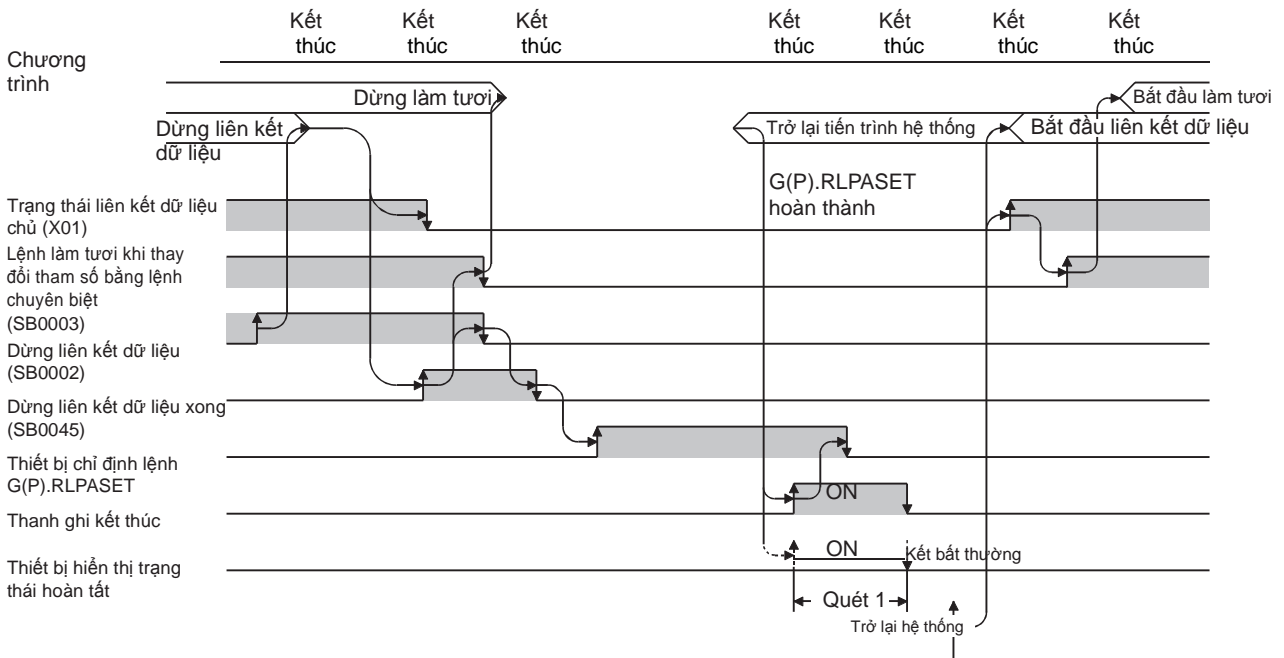 Kết Kết Kết Kết Kết Kết Kết
thúc thúc thúc thúc thúc thúc thúc
Chương
trình
Dừng làm tươi
Bắt đầu làm tươi
Dừng liên kết
dữ liệu
Trở lại tiến trình hệ thống
Bắt đầu liên kết dữ liệu
G(P).RLPASET
hoàn thành
Trạng thái liên kết dữ liệu
chủ (X01)
Lệnh làm tươi khi thay
đổi tham số bằng lệnh
chuyên biệt
(SB0003)
Dừng liên kết dữ liệu
(SB0002)
Dừng liên kết dữ liệu xong
(SB0045)
Thiết bị chỉ định lệnh
G(P).RLPASET
ON
Thanh ghi kết thúc
ON
Kết bất thường
Thiết bị hiển thị trạng
thái hoàn tất
Quét 1
Trở lại hệ thống